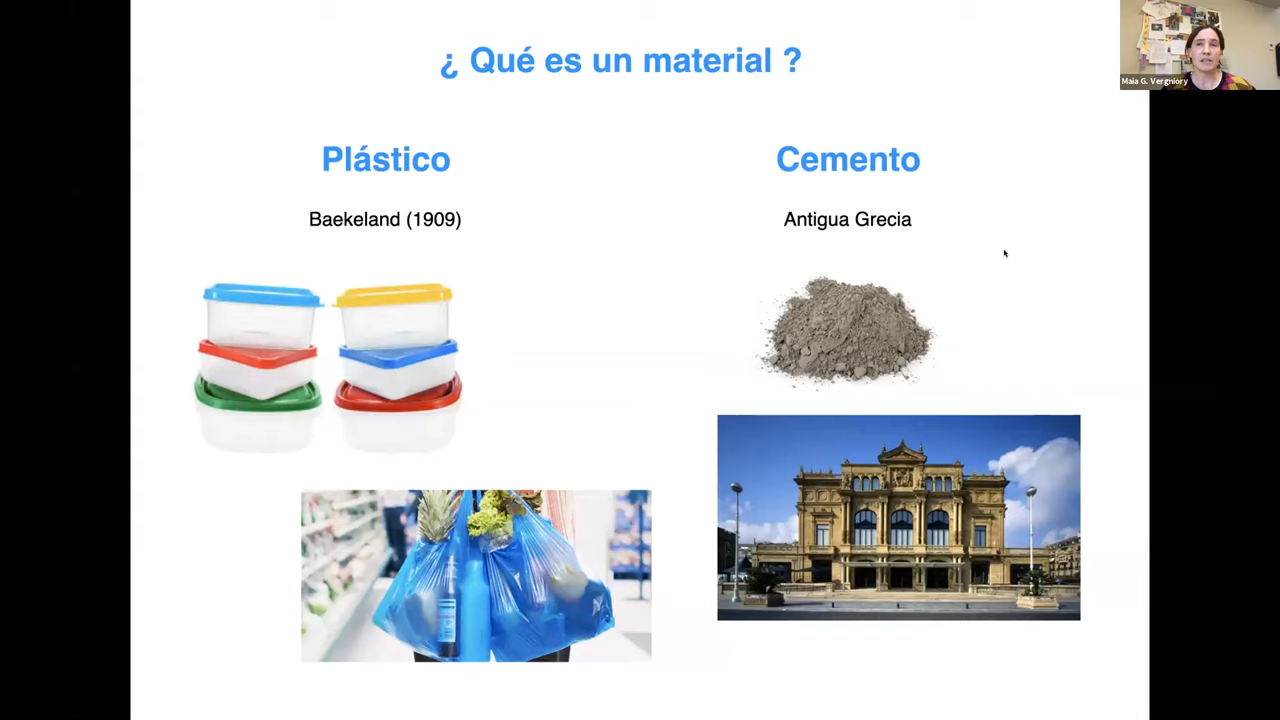 ¿ Qué es un material ?
Maia G. Vergniory
Plástico
Cemento
Baekeland (1909)
Antigua Grecia